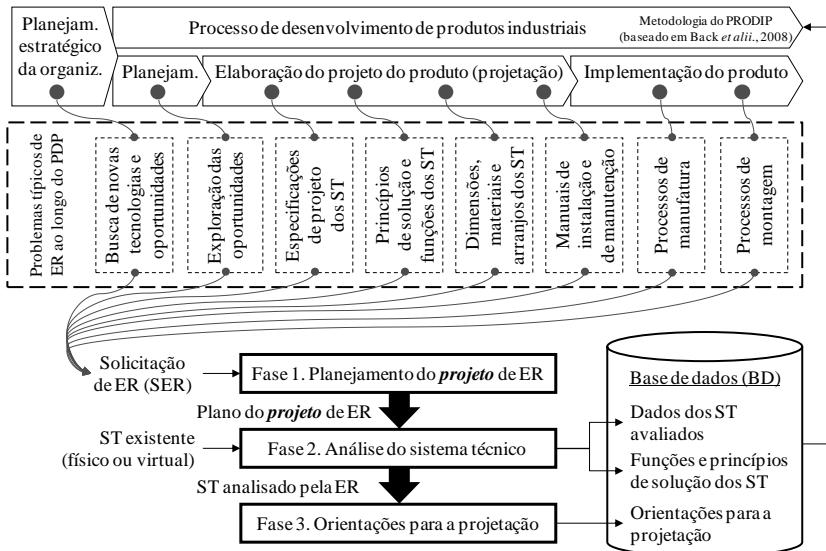 Planejam.
estratégico
da organiz.
Processo de desenvolvimento de produtos industriais
Metodologia do PRODIP
(baseado em Back et alii., 2008)
Planejam.
Elaboração do projeto do produto (projetação)
Implementação do produto
Problemas típicos de
ER ao longo do PDP
Busca de novas
tecnologias e
oportunidades
Exploração das
oportunidades
Especificações
de projeto
dos ST
Princípios
de solução e
funções dos ST
Dimensões,
materiais e
arranjos dos ST
Manuais de
instalação e
de manutenção
Processos de
manufatura
Processos de
montagem
Solicitação
de ER (SER)
Fase 1. Planejamento do projeto de ER
Plano do projeto de ER
ST existente
(físico ou virtual)
Fase 2. Análise do sistema técnico
ST analisado pela ER
Fase 3. Orientações para a projetação
Base de dados (BD)
Dados dos ST
avaliados
Funções e princípios
de solução dos ST
Orientações para a
projetação